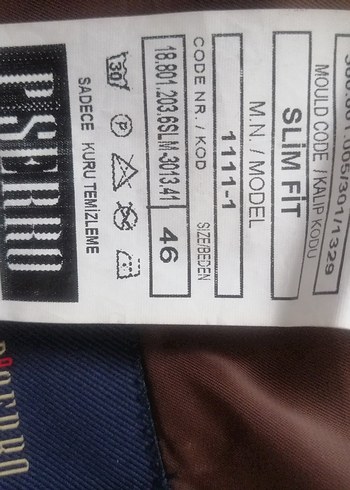 MOULD CODE / KALIP KODU
SLİM FİT
M.N. / MODEL
1111-1
CODE NR. / KOD SIZE/BEDEN
18.801.203.6SLM-3013.41 46
30 P
SADECE KURU TEMİZLEME